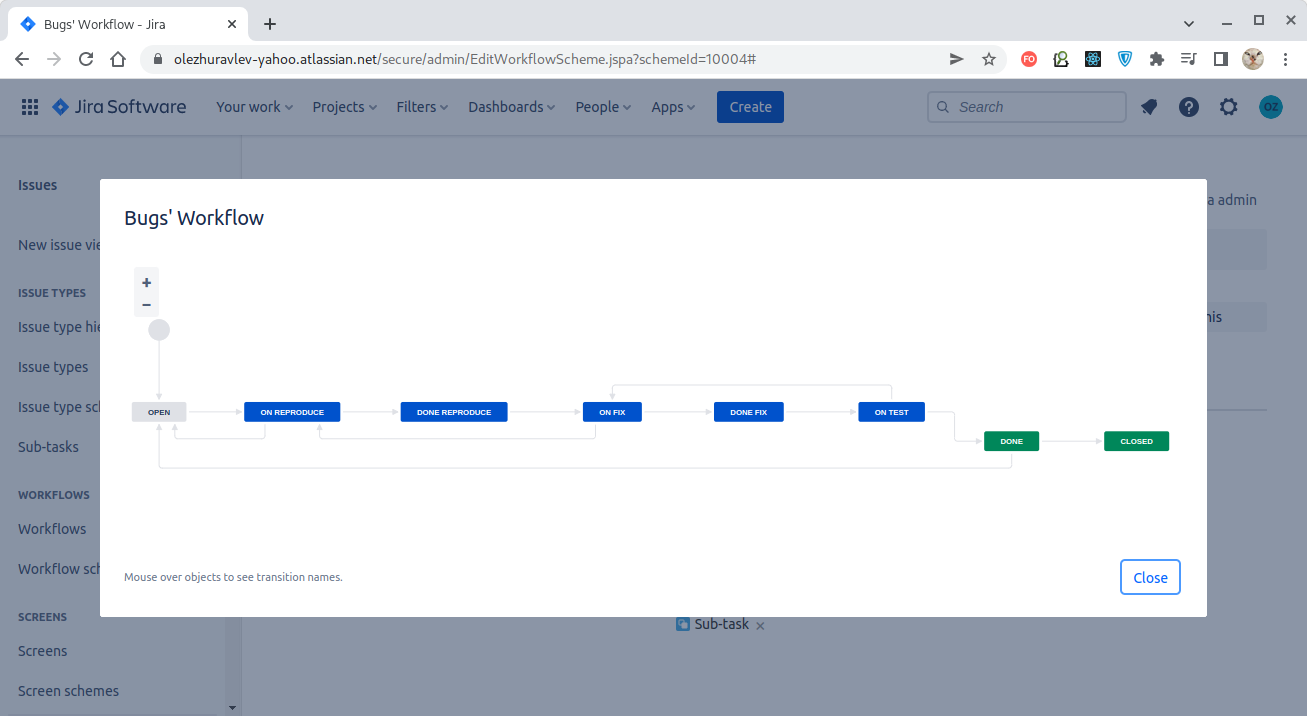 Bugs' Workflow - Jira
olezhuravlev-yahoo.atlassian.net/secure/admin/EditWorkflowScheme.jspa?schemeId=10004#
FO
Jira Software Your work Projects Filters Dashboards People Apps Create Search OZ
Issues
a admin
Bugs' Workflow
New issue vie
+
ISSUE TYPES
−
his
Issue type hie
Issue types
Issue type sch
OPEN ON REPRODUCE DONE REPRODUCE ON FIX DONE FIX ON TEST
DONE CLOSED
Sub-tasks
WORKFLOWS
Workflows
Workflow sch
Mouse over objects to see transition names. Close
SCREENS
Sub-task
Screens
Screen schemes